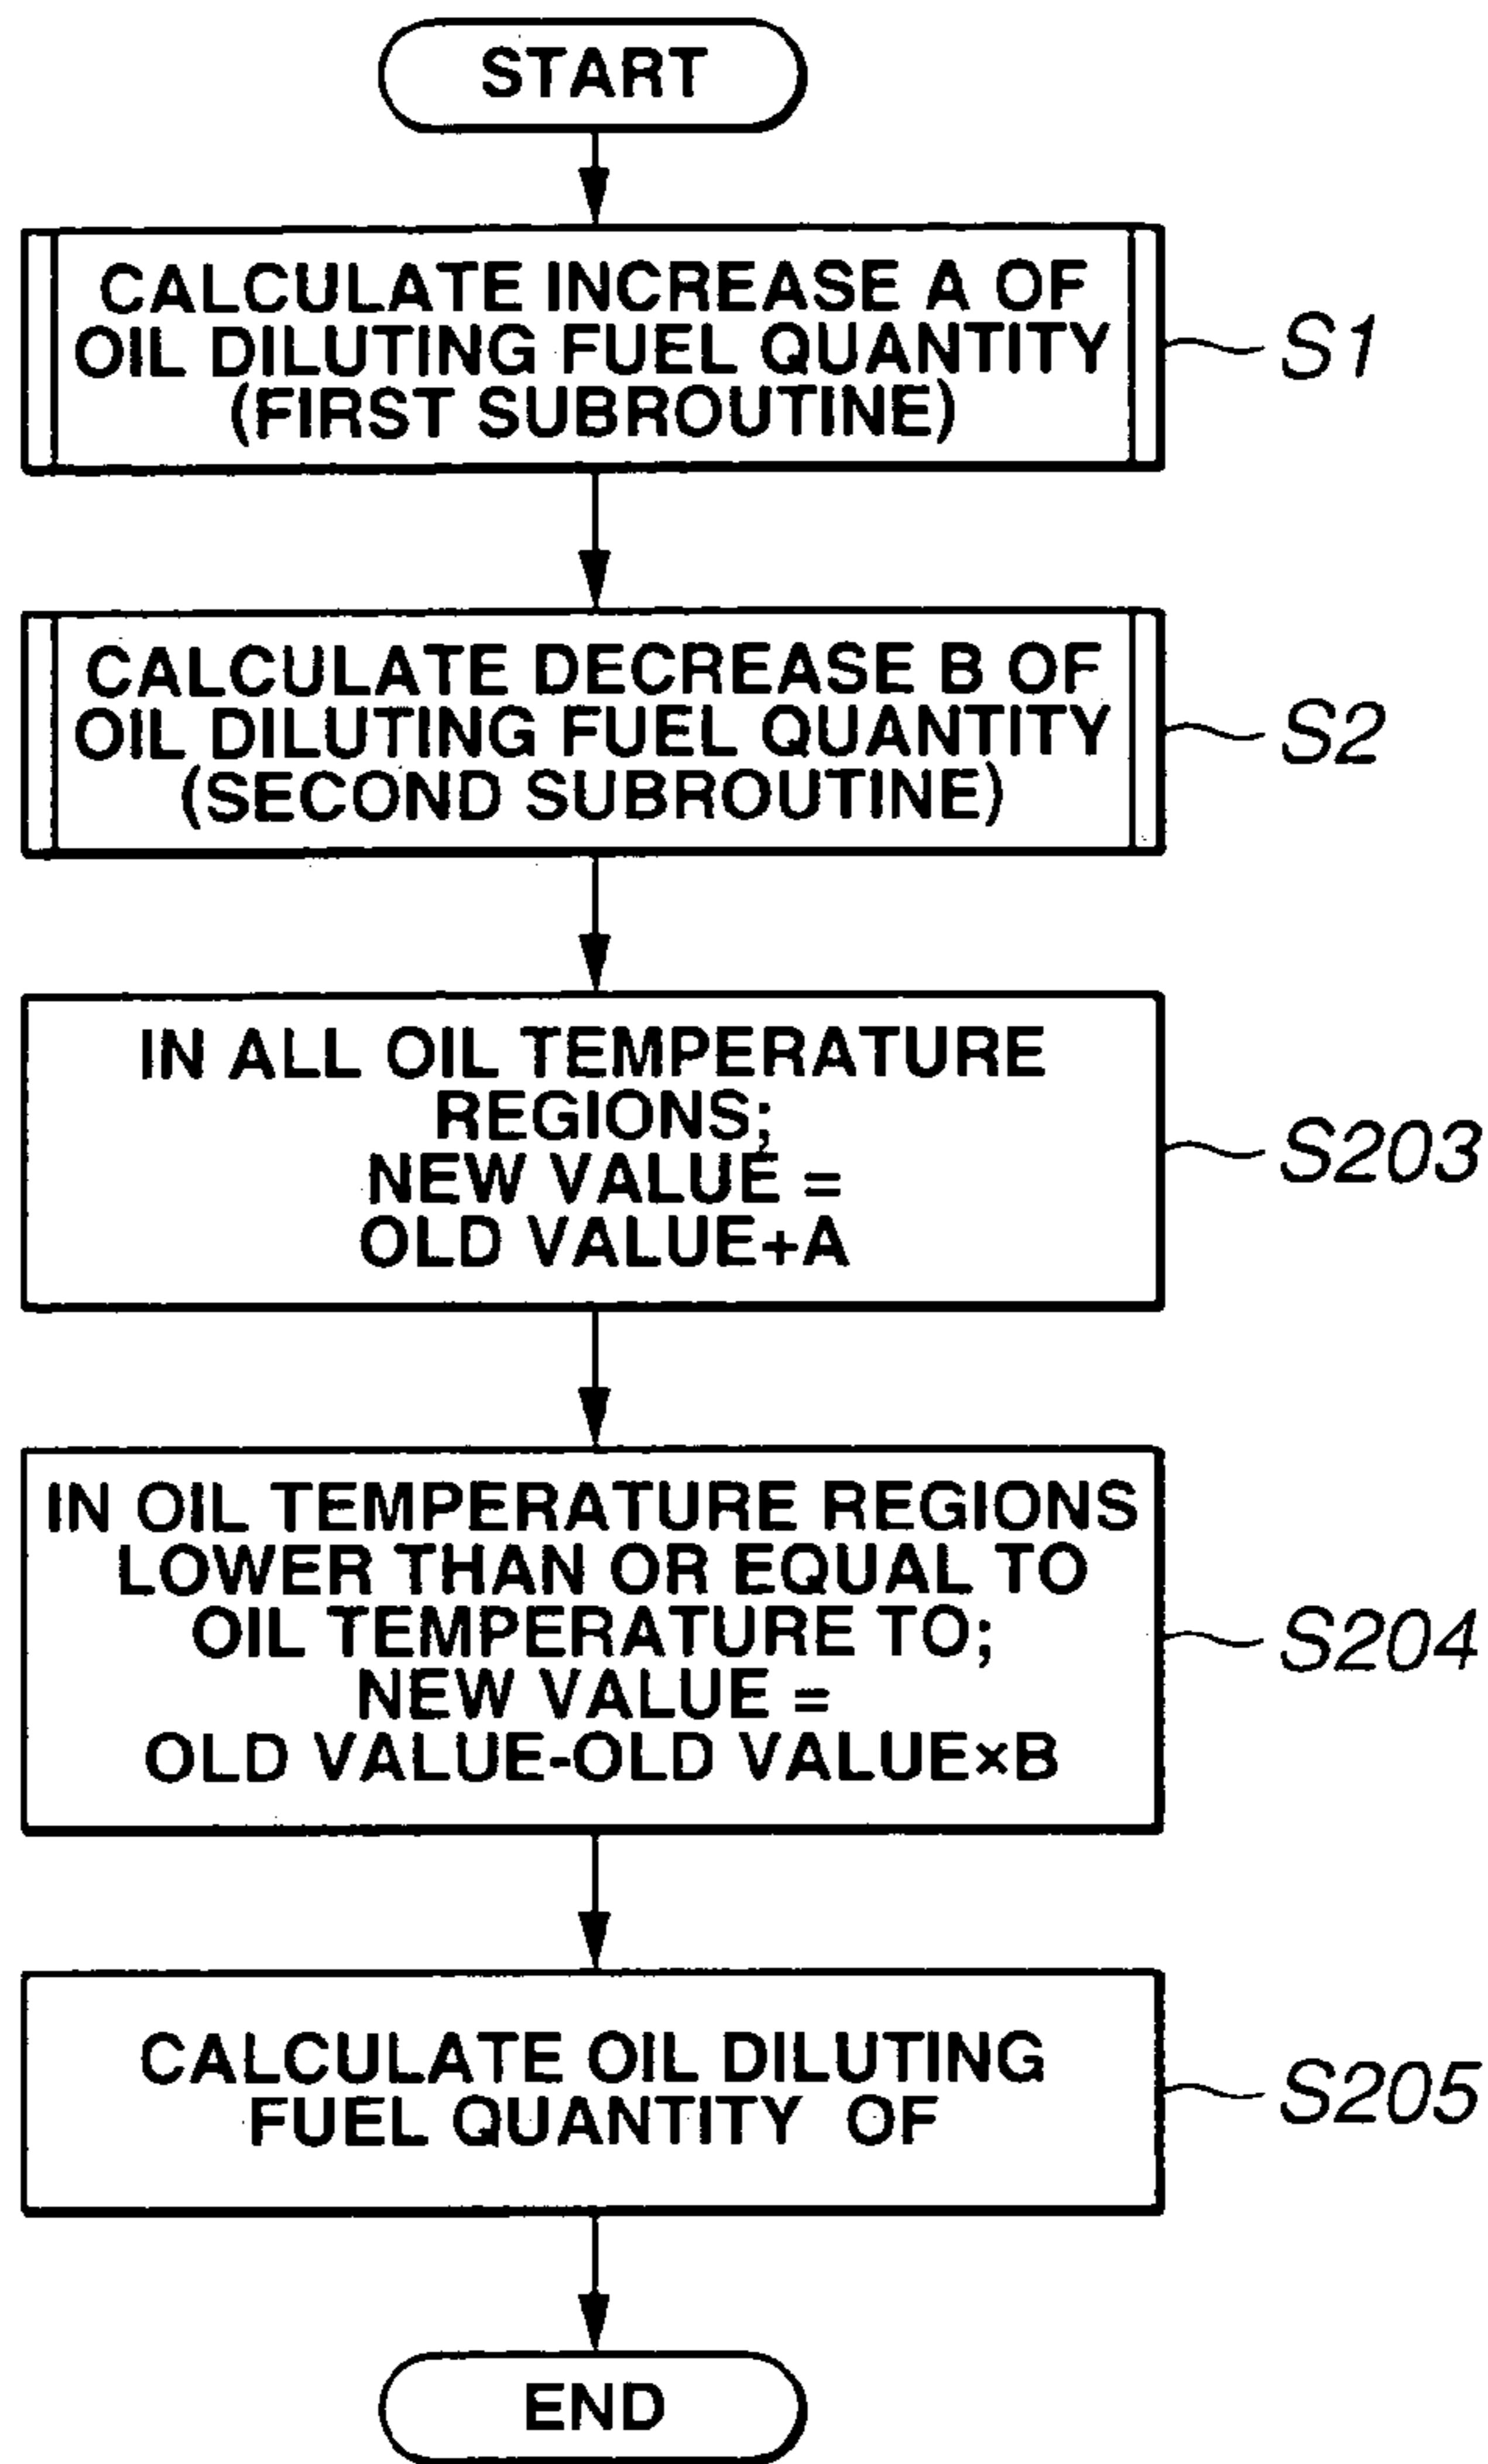 START
CALCULATE INCREASE A OF
OIL DILUTING FUEL QUANTITY
(FIRST SUBROUTINE)
S1
CALCULATE DECREASE B OF
OIL DILUTING FUEL QUANTITY
(SECOND SUBROUTINE)
S2
IN ALL OIL TEMPERATURE
REGIONS;
NEW VALUE =
OLD VALUE+A
S203
IN OIL TEMPERATURE REGIONS
LOWER THAN OR EQUAL TO
OIL TEMPERATURE TO;
NEW VALUE =
OLD VALUE-OLD VALUE×B
S204
CALCULATE OIL DILUTING
FUEL QUANTITY OF
S205
END